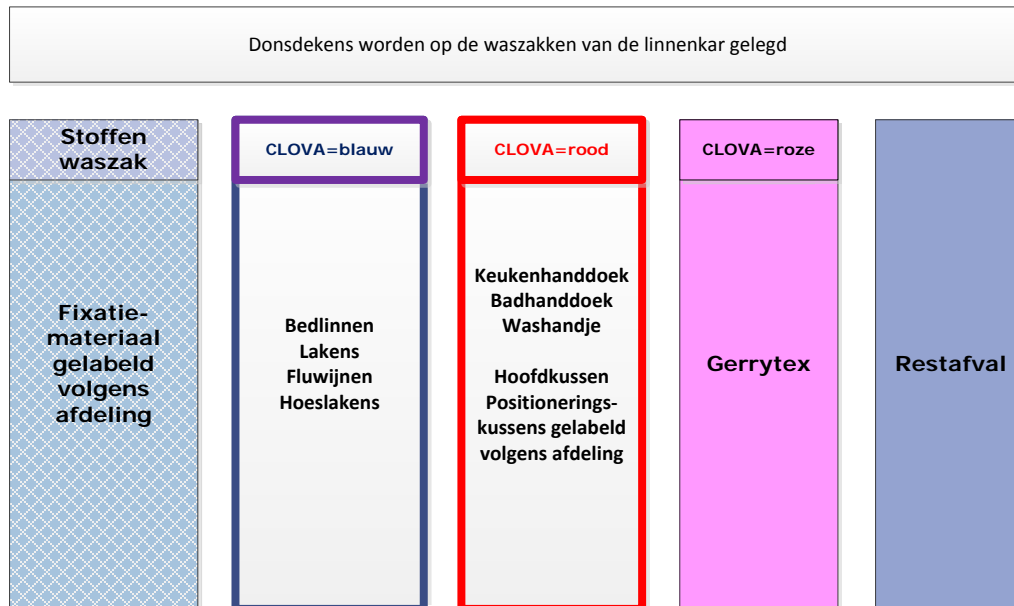 Donsdekens worden op de waszakken van de linnenkar gelegd
Stoffen
waszak
Fixatie-
materiaal
gelabeld
volgens
afdeling
CLOVA=blauw
Bedlinnen
Lakens
Fluwijnen
Hoeslakens
CLOVA=rood
Keukenhanddoek
Badhanddoek
Washandje
Hoofdkussen
Positionerings-
kussens gelabeld
volgens afdeling
CLOVA=roze
Gerrytex
Restafval